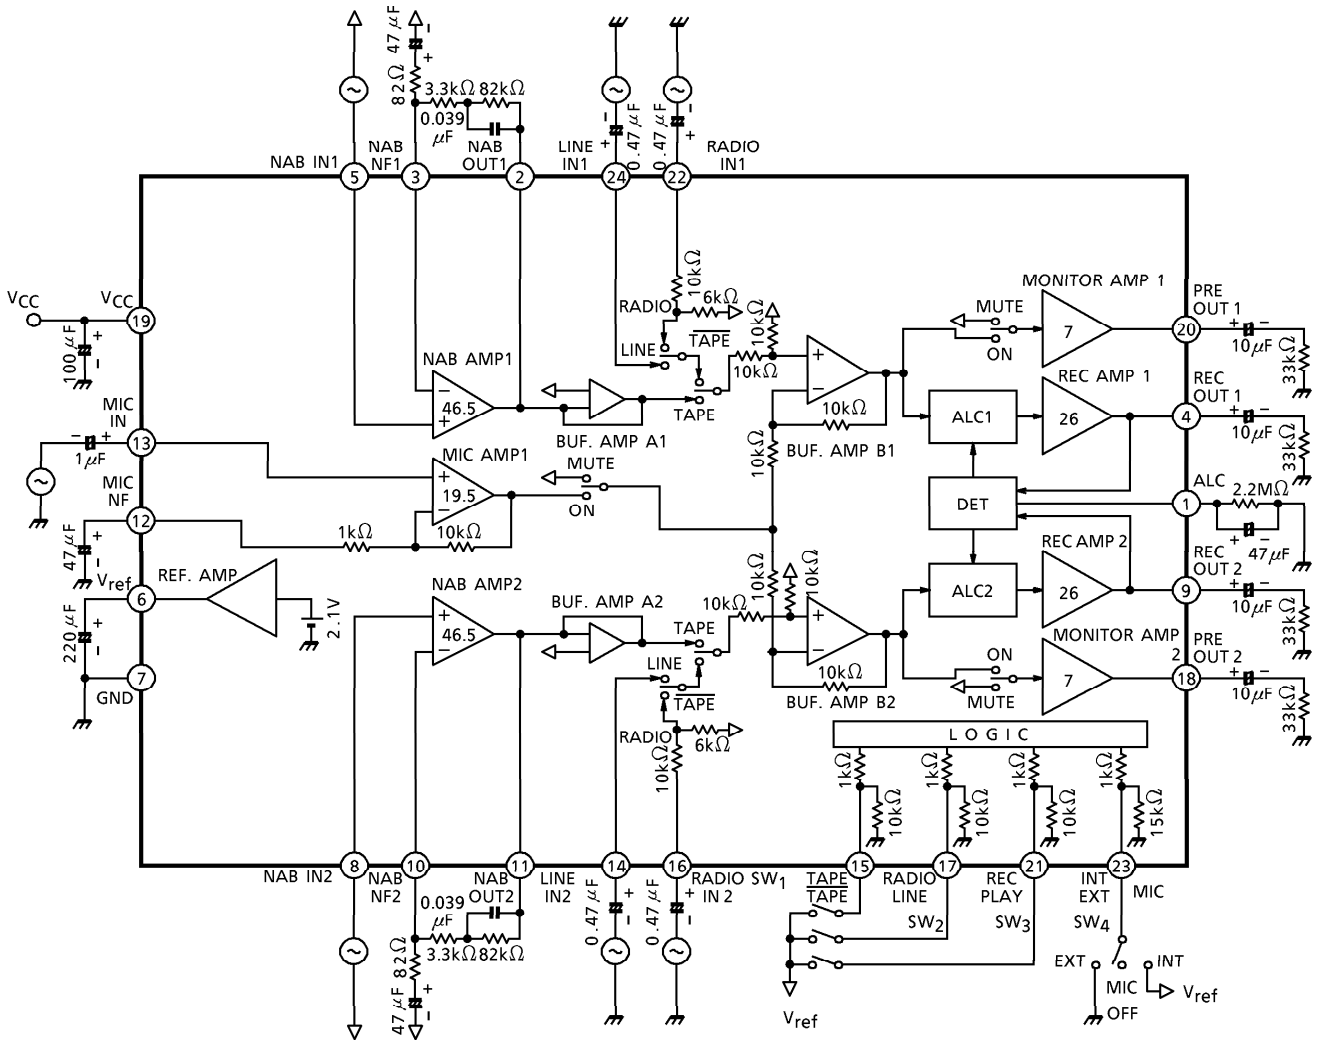 47 μF
82Ω
3.3kΩ
82kΩ
0.039
μF
0.47 μF
0.47 μF
NAB IN1
NAB
NF1
NAB
OUT1
LINE
IN1
RADIO
IN1
5
3
2
24
22
10kΩ
RADIO
6kΩ
TAPE
LINE
TAPE
10kΩ
10kΩ
VCC
VCC
19
100 μF
MIC
IN
13
1μF
MIC
NF
12
47 μF
Vref
6
220 μF
7
GND
NAB AMP1
46.5
BUF. AMP A1
MIC AMP1
19.5
MUTE
ON
1kΩ
10kΩ
REF. AMP
2.1V
NAB AMP2
46.5
BUF. AMP A2
10kΩ
10kΩ
BUF. AMP B1
10kΩ
10kΩ
10kΩ
10kΩ
TAPE
LINE
TAPE
RADIO
6kΩ
10kΩ
10kΩ
BUF. AMP B2
MONITOR AMP 1
MUTE
ON
7
REC AMP 1
ALC1
26
DET
REC AMP 2
ALC2
26
MONITOR AMP
2
ON
MUTE
7
PRE
OUT 1
20
10μF
33kΩ
REC
OUT 1
4
10μF
33kΩ
ALC
1
2.2MΩ
47μF
REC
OUT 2
9
10μF
33kΩ
PRE
OUT 2
18
10μF
33kΩ
LOGIC
1kΩ
1kΩ
1kΩ
1kΩ
10kΩ
10kΩ
10kΩ
15kΩ
8
10
11
14
16
15
17
21
23
NAB IN2
NAB
NF2
NAB
OUT2
LINE
IN2
RADIO
IN 2
SW1
TAPE
TAPE
RADIO
LINE
SW2
REC
PLAY
SW3
INT
EXT
MIC
SW4
0.039
μF
3.3kΩ
82kΩ
82Ω
47 μF
0.47 μF
0.47 μF
Vref
EXT
INT
MIC
OFF
Vref